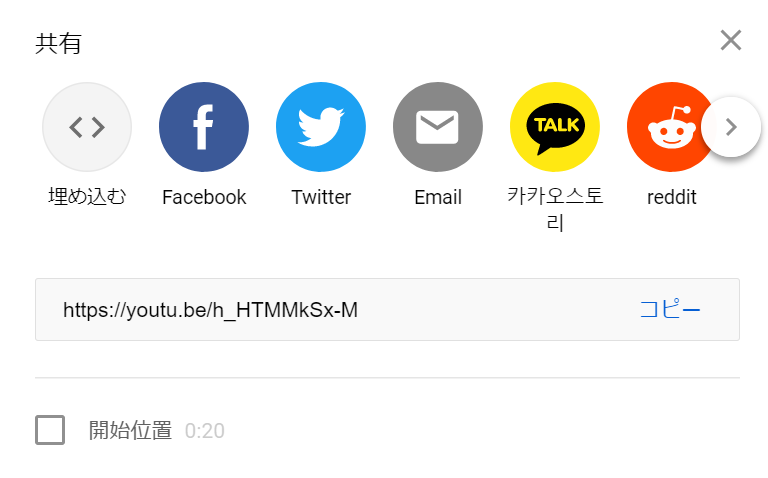 共有
TALK
埋め込む
Facebook
Twitter
Email
카카오스토
리
reddit
https://youtu.be/h_HTMMkSx-M
コピー
開始位置 0:20